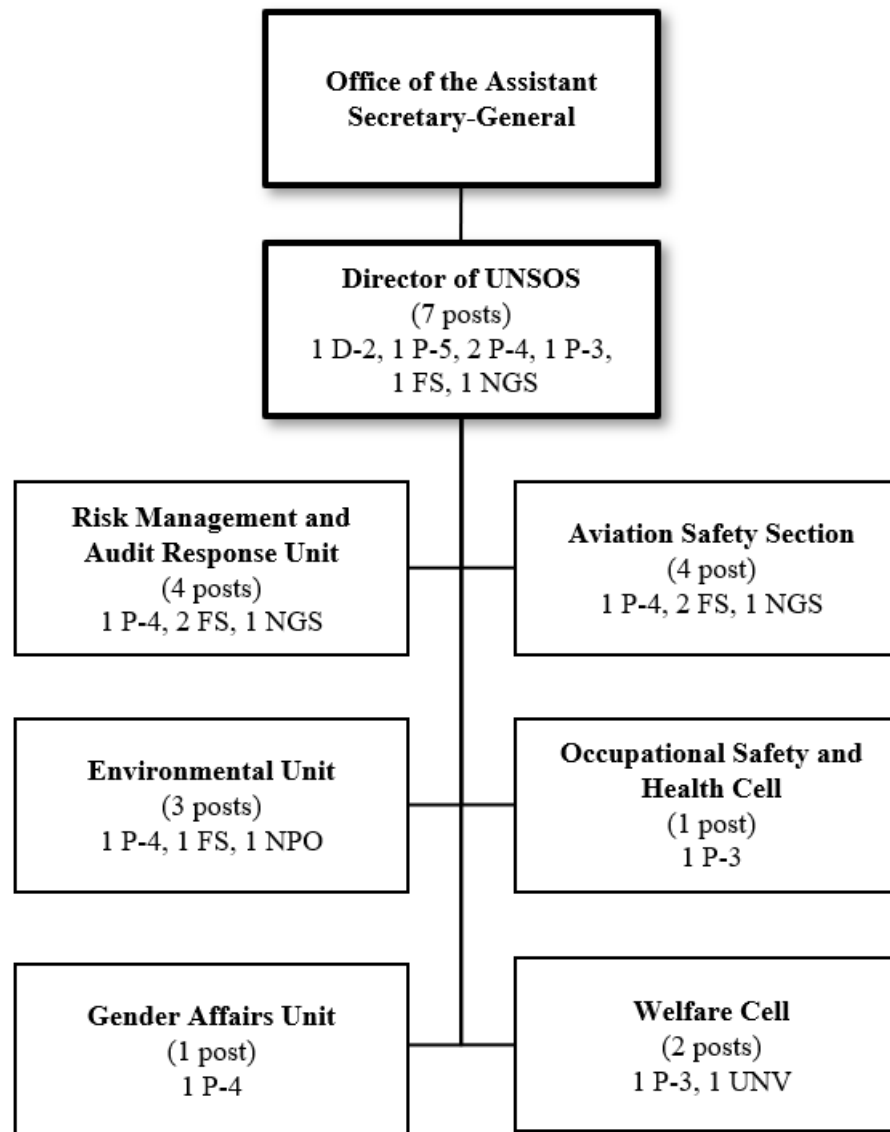 Office of the Assistant
Secretary-General
Director of UNSOS
(7 posts)
1 D-2, 1 P-5, 2 P-4, 1 P-3,
1 FS, 1 NGS
Risk Management and
Audit Response Unit
(4 posts)
1 P-4, 2 FS, 1 NGS
Aviation Safety Section
(4 post)
1 P-4, 2 FS, 1 NGS
Environmental Unit
(3 posts)
1 P-4, 1 FS, 1 NPO
Occupational Safety and
Health Cell
(1 post)
1 P-3
Gender Affairs Unit
(1 post)
1 P-4
Welfare Cell
(2 posts)
1 P-3, 1 UNV